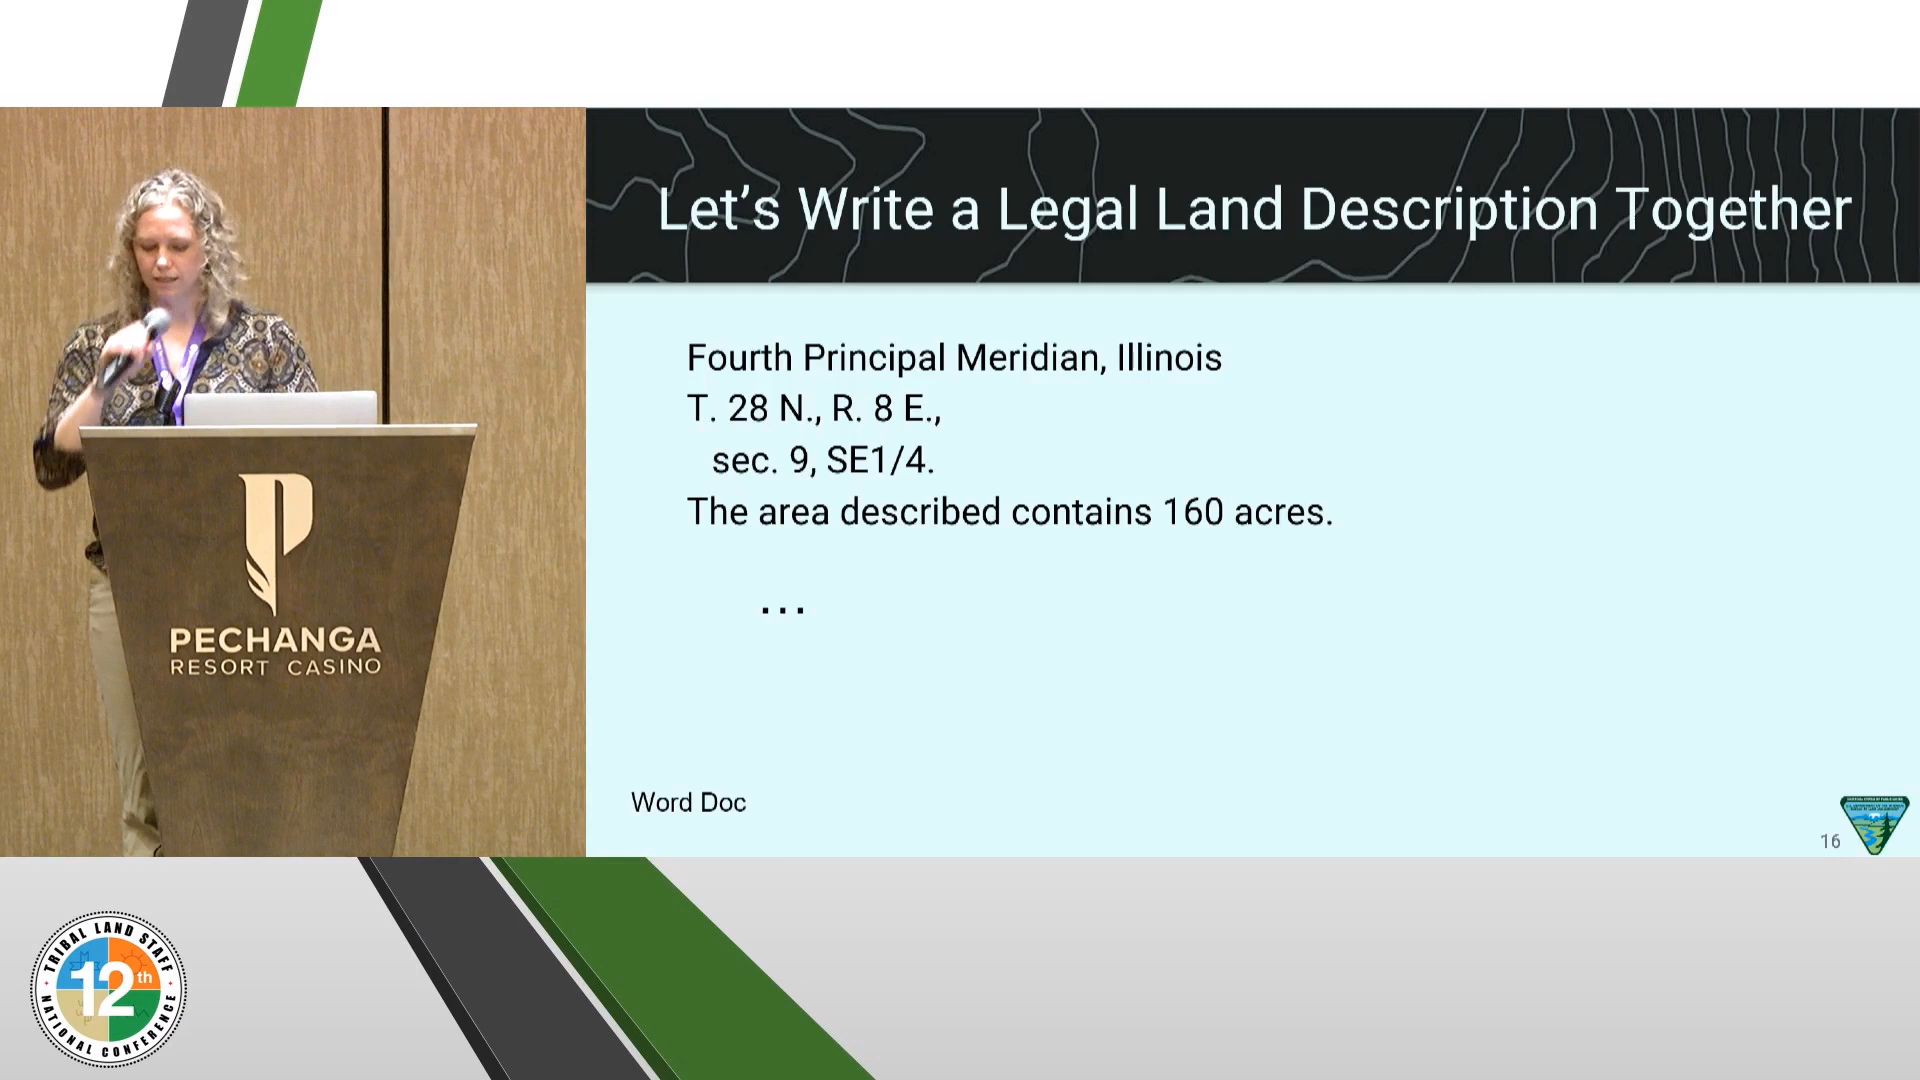 Let’s Write a Legal Land Description Together
Fourth Principal Meridian, Illinois
T. 28 N., R. 8 E.,
sec. 9, SE1/4.
The area described contains 160 acres.
...
Word Doc
16
PECHANGA
RESORT CASINO
TRIBAL LAND STAFF
12th
NATIONAL CONFERENCE